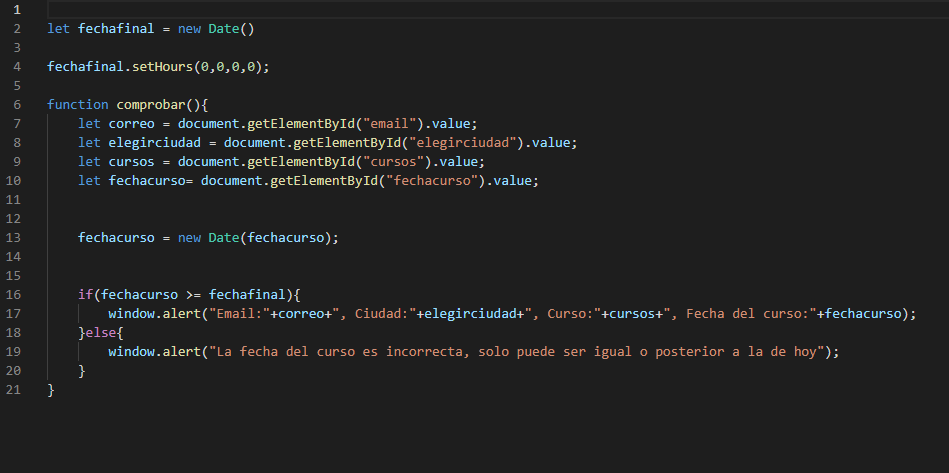 1
2 let fechafinal = new Date()
3
4 fechafinal.setHours(0,0,0,0);
5
6 function comprobar(){
7     let correo = document.getElementById("email").value;
8     let elegirciudad = document.getElementById("elegirciudad").value;
9     let cursos = document.getElementById("cursos").value;
10     let fechacurso= document.getElementById("fechacurso").value;
11
12
13     fechacurso = new Date(fechacurso);
14
15
16     if(fechacurso >= fechafinal){
17         window.alert("Email:"+correo+", Ciudad:"+elegirciudad+", Curso:"+cursos+", Fecha del curso:"+fechacurso);
18     }else{
19         window.alert("La fecha del curso es incorrecta, solo puede ser igual o posterior a la de hoy");
20     }
21 }